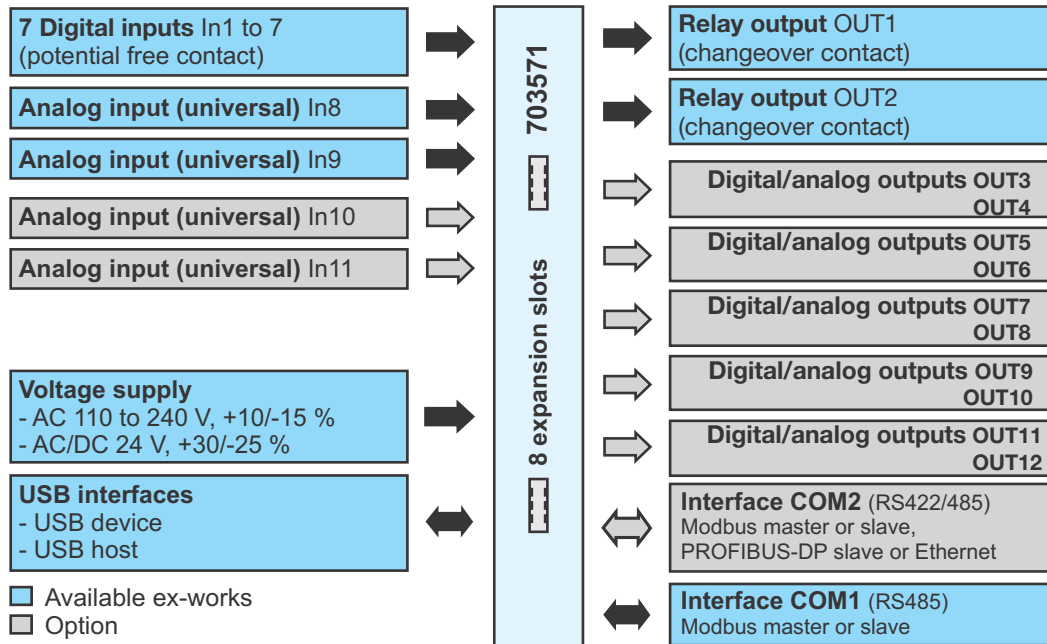 7 Digital inputs In1 to 7
(potential free contact)
Analog input (universal) In8
Analog input (universal) In9
Analog input (universal) In10
Analog input (universal) In11
Voltage supply
- AC 110 to 240 V, +10/-15 %
- AC/DC 24 V, +30/-25 %
USB interfaces
- USB device
- USB host
Available ex-works
Option
703571
8 expansion slots
Relay output OUT1
(changeover contact)
Relay output OUT2
(changeover contact)
Digital/analog outputs OUT3
OUT4
Digital/analog outputs OUT5
OUT6
Digital/analog outputs OUT7
OUT8
Digital/analog outputs OUT9
OUT10
Digital/analog outputs OUT11
OUT12
Interface COM2 (RS422/485)
Modbus master or slave,
PROFIBUS-DP slave or Ethernet
Interface COM1 (RS485)
Modbus master or slave